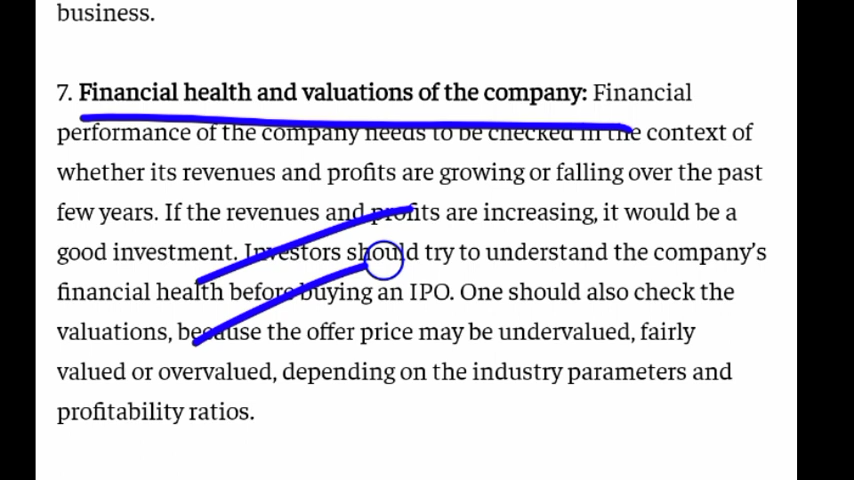 business.
7. Financial health and valuations of the company: Financial
performance of the company needs to be checked in the context of
whether its revenues and profits are growing or falling over the past
few years. If the revenues and profits are increasing, it would be a
good investment. Investors should try to understand the company's
financial health before buying an IPO. One should also check the
valuations, because the offer price may be undervalued, fairly
valued or overvalued, depending on the industry parameters and
profitability ratios.